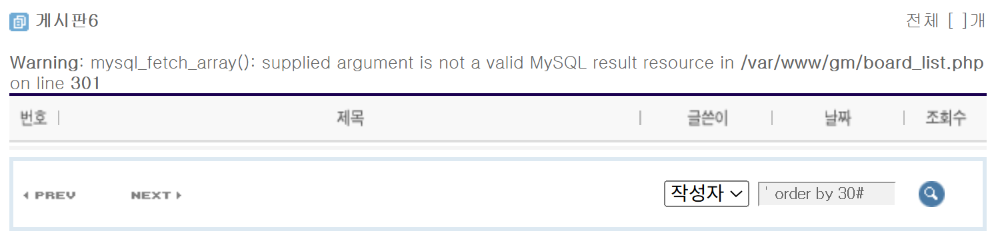 게시판6 전체 [ ]개
Warning: mysql_fetch_array(): supplied argument is not a valid MySQL result resource in /var/www/gm/board_list.php
on line 301
번호 제목 글쓴이 날짜 조회수
PREV NEXT 작성자 ' order by 30#